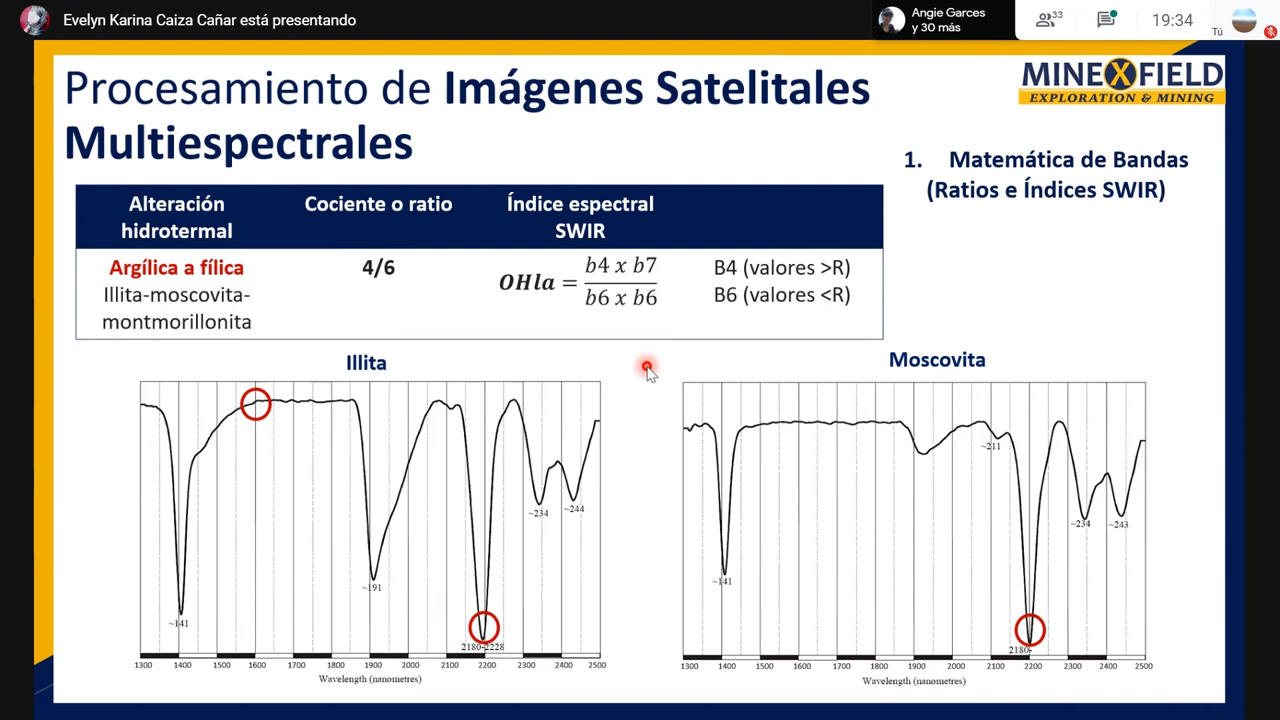 Evelyn Karina Caiza Cañar está presentando
Angie Garces
y 30 más
33
19:34
Tú
Procesamiento de Imágenes Satelitales
Multiespectrales
MINEXFIELD
EXPLORATION & MINING
1. Matemática de Bandas
(Ratios e Índices SWIR)
Alteración
hidrotermal
Cociente o ratio
Índice espectral
SWIR
Argílica a fílica
Illita-moscovita-
montmorillonita
4/6
OHla = b4 x b7
b6 x b6
B4 (valores >R)
B6 (valores <R)
Illita
~141
~191
2180-2228
~234
~244
1300 1400 1500 1600 1700 1800 1900 2000 2100 2200 2300 2400 2500
Wavelength (nanometres)
Moscovita
~141
~211
2180-
~234
~243
1300 1400 1500 1600 1700 1800 1900 2000 2100 2200 2300 2400 2500
Wavelength (nanometres)